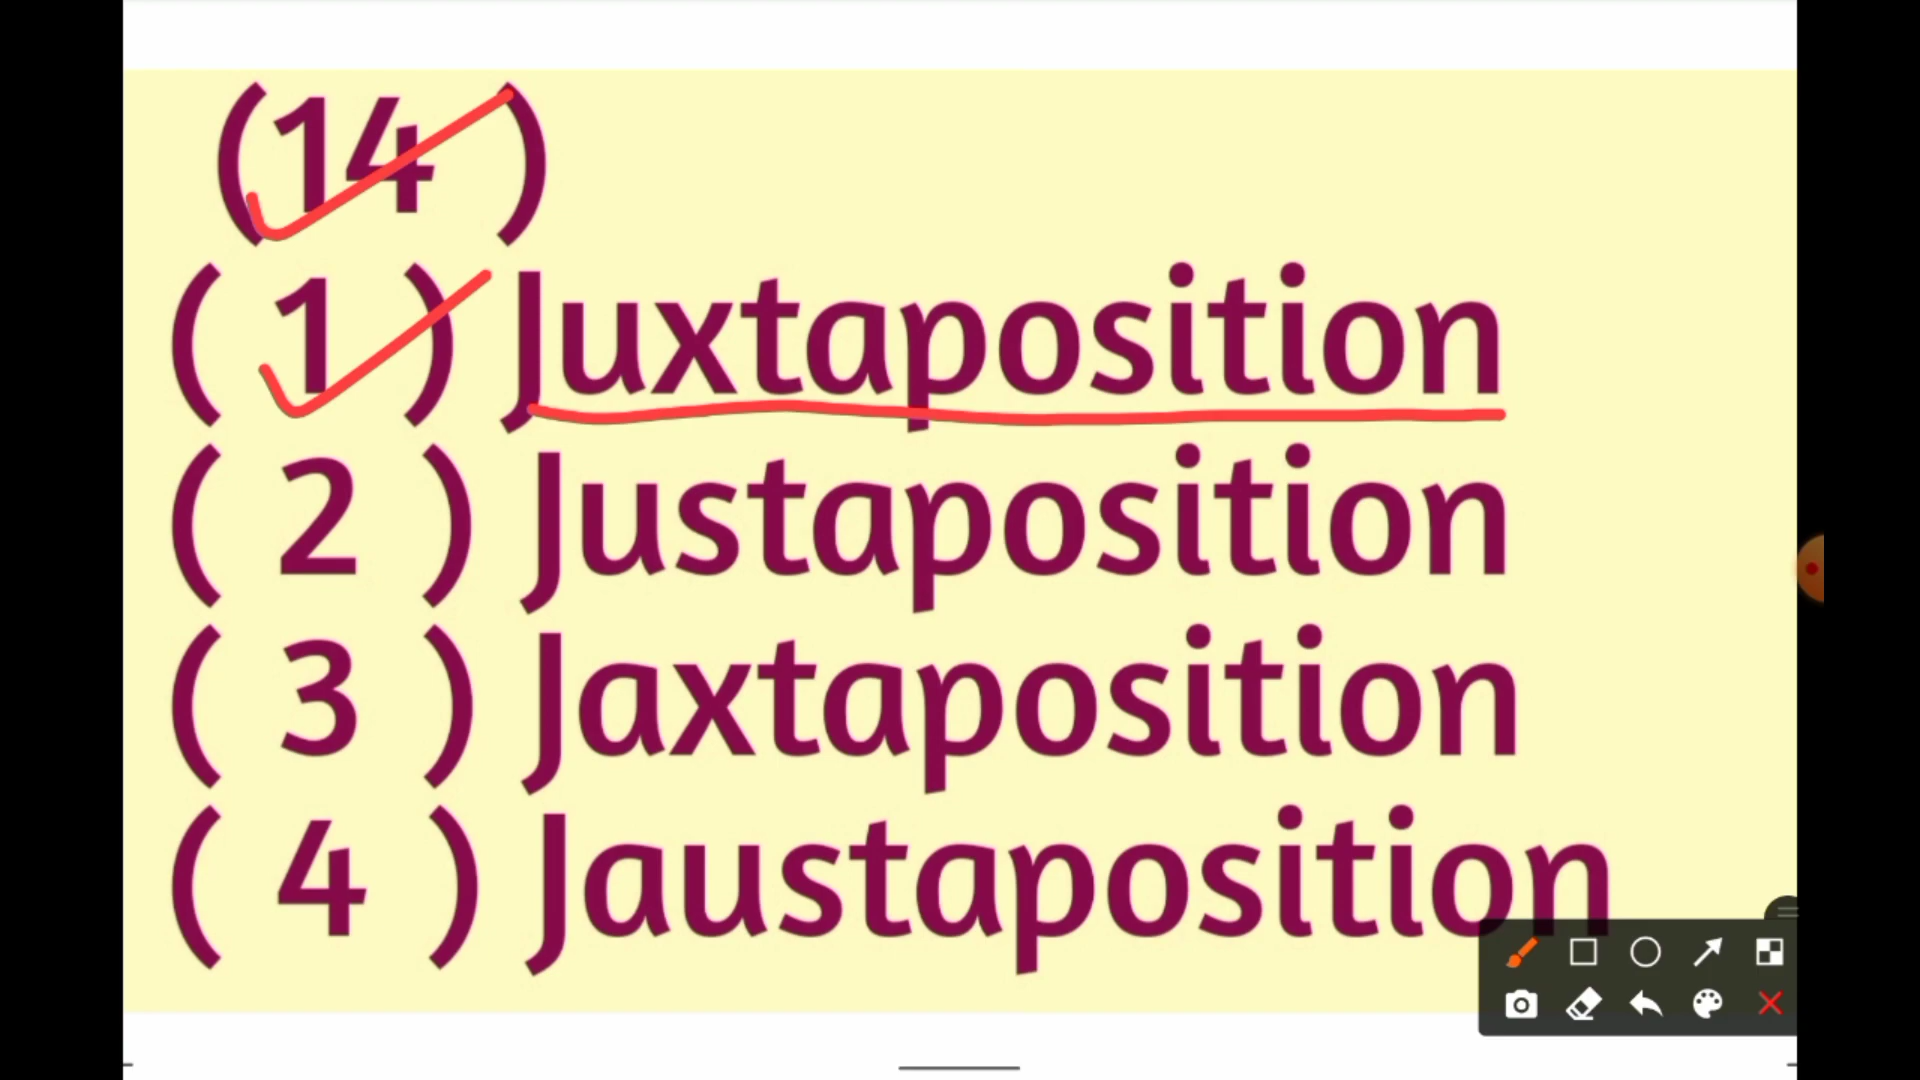 (14 )
( 1 ) Juxtaposition
( 2 ) Justaposition
( 3 ) Jaxtaposition
( 4 ) Jaustaposition